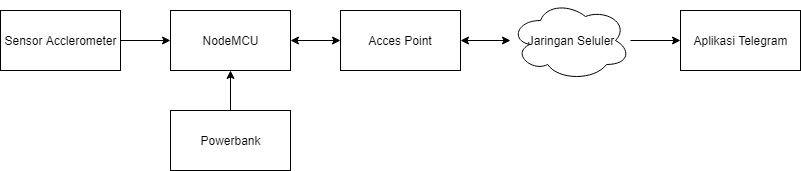 Sensor Acclerometer
NodeMCU
Acces Point
Jaringan Seluler
Aplikasi Telegram
Powerbank